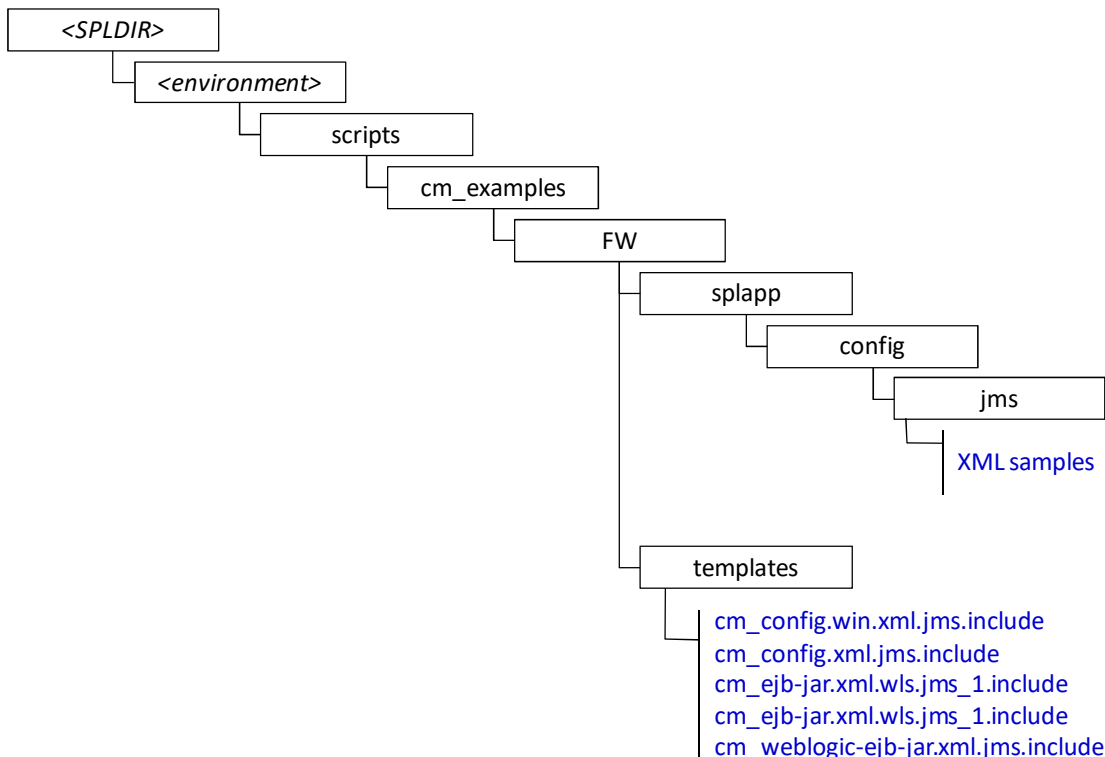 <SPLDIR>
<environment>
scripts
cm_examples
FW
splapp
config
jms
XML samples
templates
cm_config.win.xml.jms.include
cm_config.xml.jms.include
cm_ejb-jar.xml.wls.jms_1.include
cm_ejb-jar.xml.wls.jms_1.include
cm_weblogic-ejb-jar.xml.jms.include